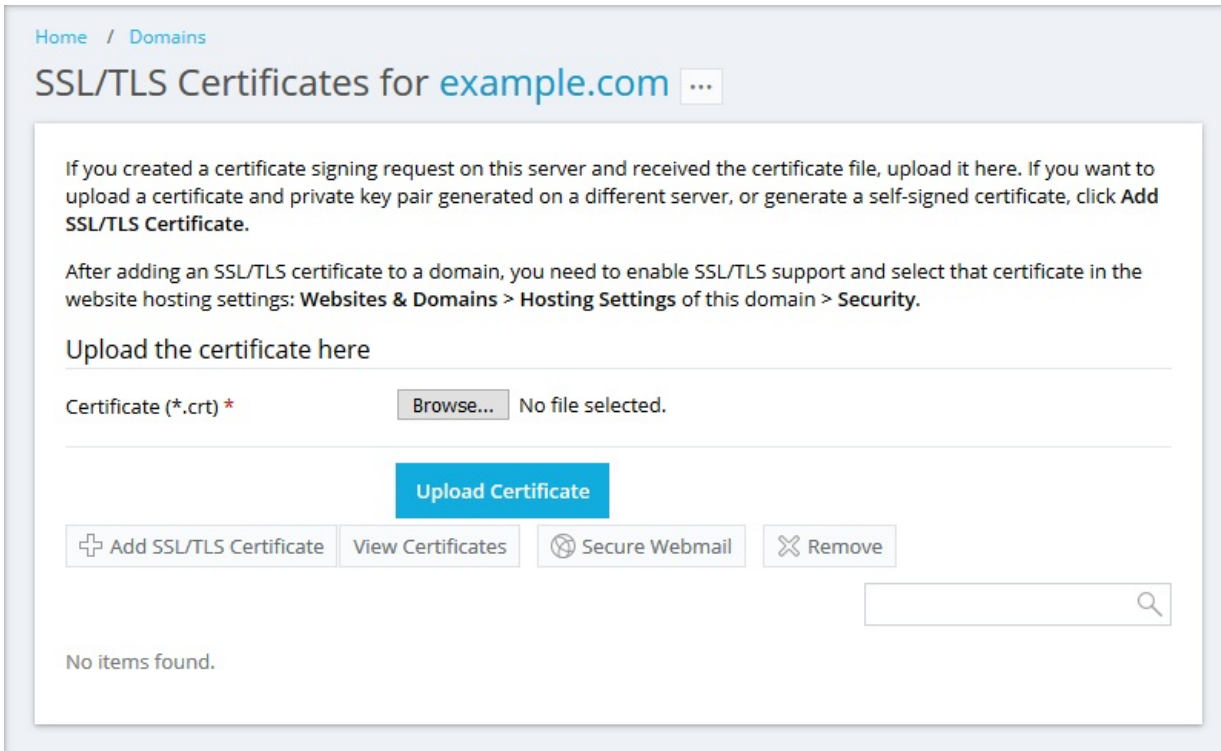 Home / Domains
SSL/TLS Certificates for example.com ...
If you created a certificate signing request on this server and received the certificate file, upload it here. If you want to
upload a certificate and private key pair generated on a different server, or generate a self-signed certificate, click Add
SSL/TLS Certificate.
After adding an SSL/TLS certificate to a domain, you need to enable SSL/TLS support and select that certificate in the
website hosting settings: Websites & Domains > Hosting Settings of this domain > Security.
Upload the certificate here
Certificate (*.crt) * Browse... No file selected.
Upload Certificate
Add SSL/TLS Certificate View Certificates Secure Webmail Remove
No items found.